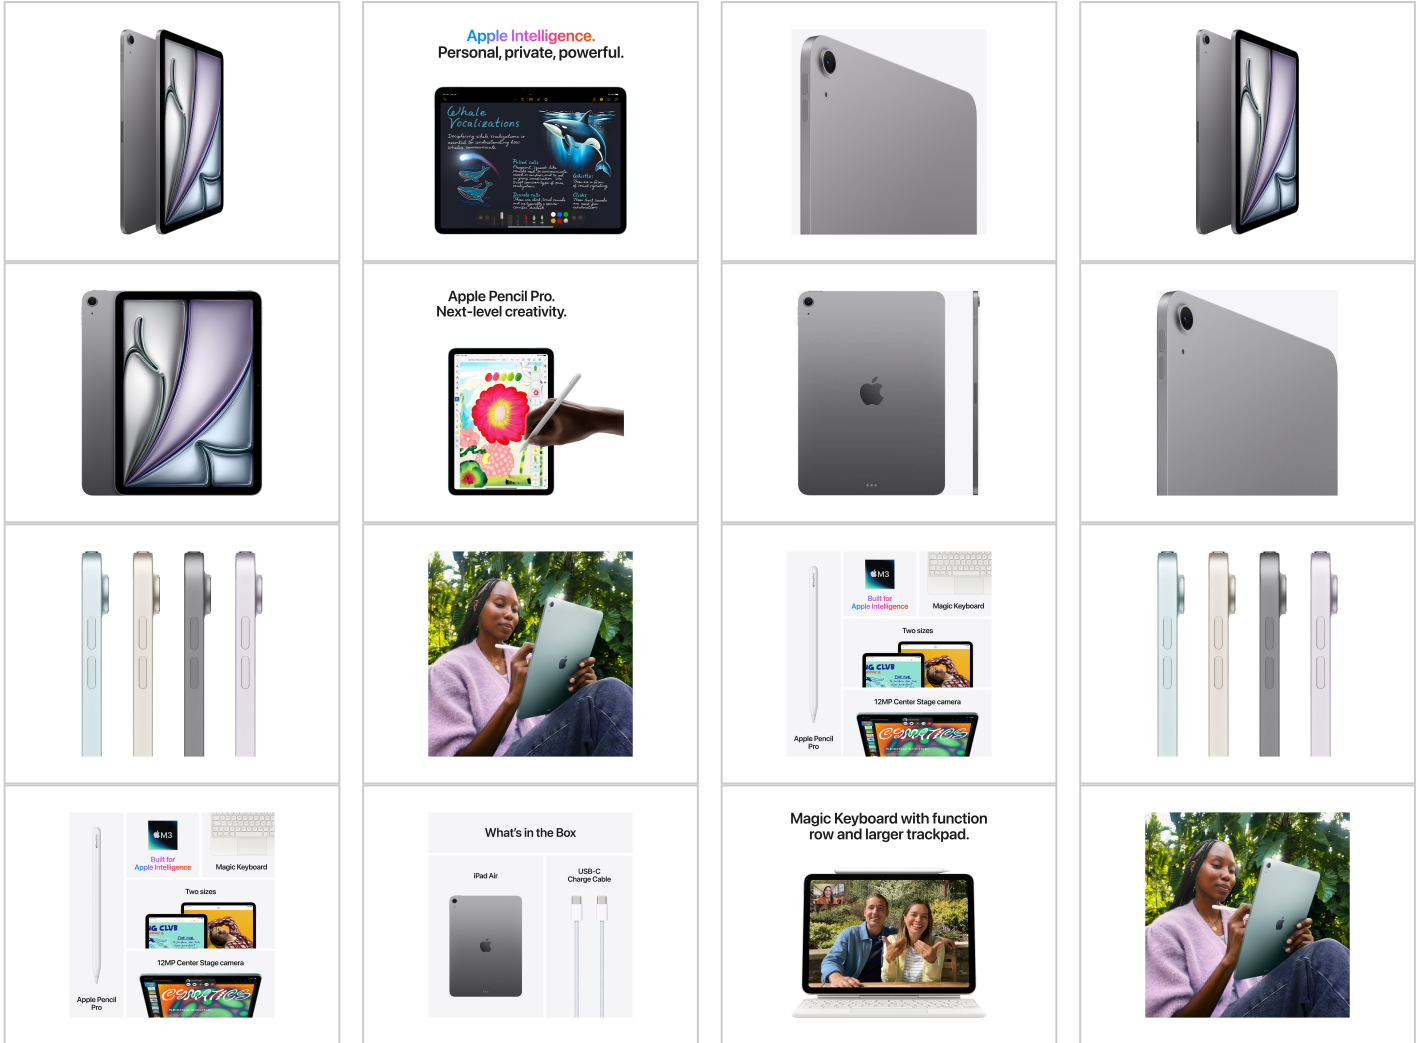 Apple Intelligence.
Personal, private, powerful.
Whale
Vocalizations
Apple Pencil Pro.
Next-level creativity.
M3
Built for
Apple Intelligence
Magic Keyboard
Two sizes
12MP Center Stage camera
CYMATICS
Apple Pencil
Pro
M3
Built for
Apple Intelligence
Magic Keyboard
Two sizes
12MP Center Stage camera
CYMATICS
Apple Pencil
Pro
What's in the Box
iPad Air
USB-C
Charge Cable
Magic Keyboard with function
row and larger trackpad.